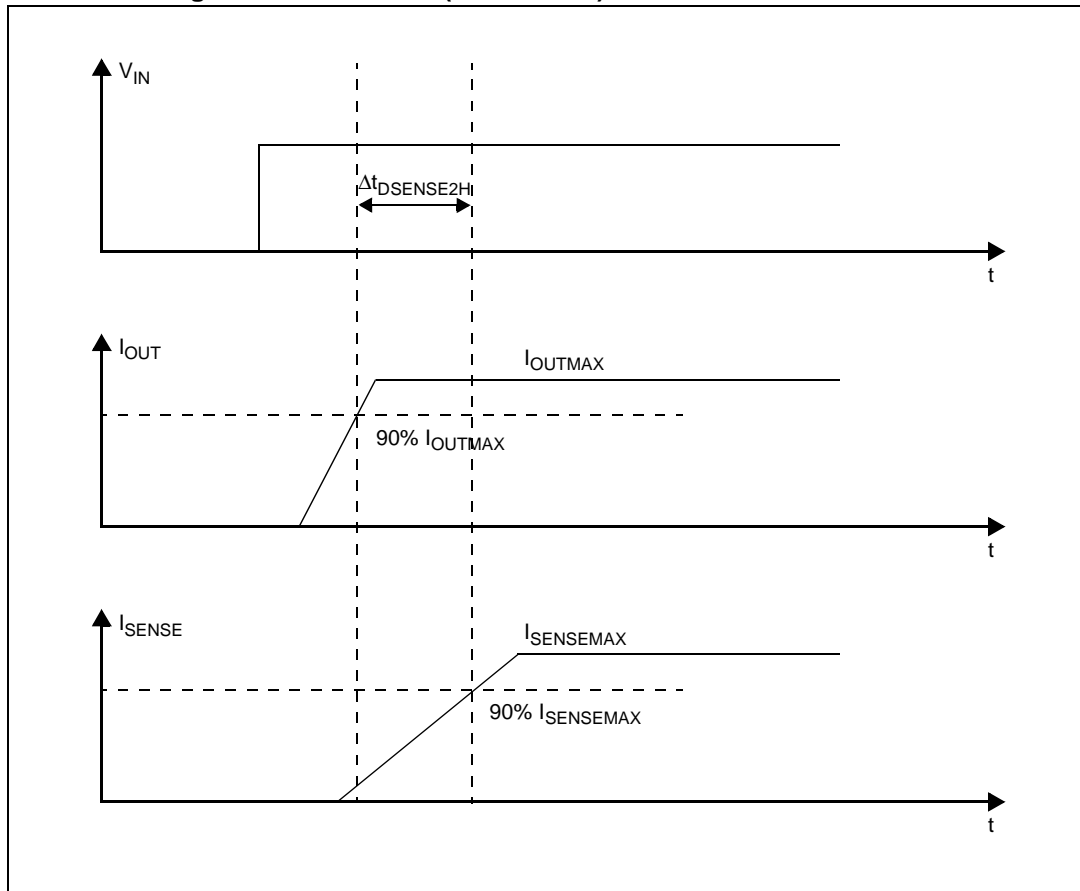 V_IN
Δt_DSENSE2H
t
I_OUT
I_OUTMAX
90% I_OUTMAX
t
I_SENSE
I_SENSEMAX
90% I_SENSEMAX
t